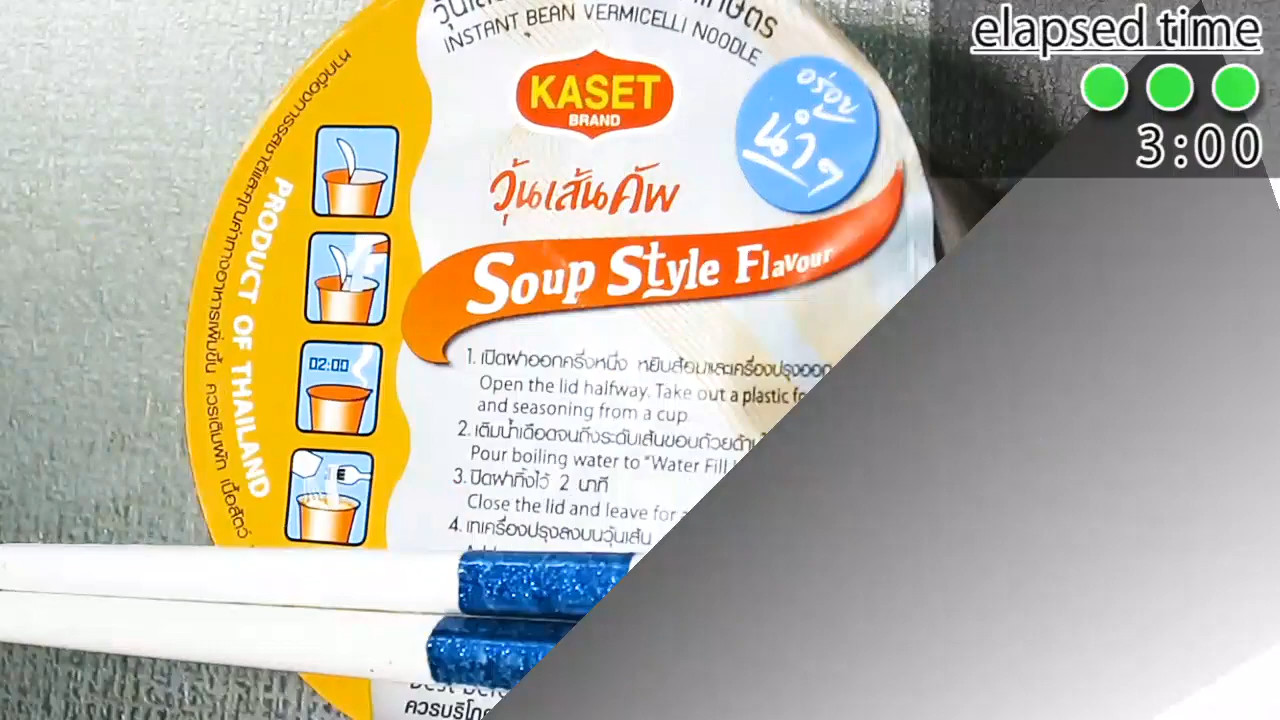 elapsed time
3:00
INSTANT BEAN VERMICELLI NOODLE
KASET
BRAND
อร่อย
นำๆ
วุ้นเส้นคัพ
Soup Style Flavour
PRODUCT OF THAILAND
02:00
1. เปิดฝาออกครึ่งหนึ่ง หยิบส้อมและเครื่องปรุงออก
Open the lid halfway. Take out a plastic
and seasoning from a cup
2. เติมน้ำเดือดจนถึงระดับเส้นขอบถ้วยด้าน
Pour boiling water to "Water Fill
3. ปิดฝาทิ้งไว้ 2 นาที
Close the lid and leave for
4. เทเครื่องปรุงลงบนวุ้นเส้น
ควรบริโภค